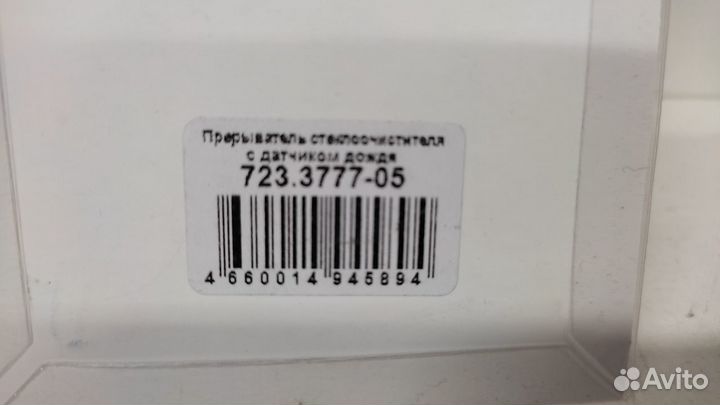 Прерыватель стеклоочистителя
с датчиком дождя
723.3777-05
4 660014 945894
Avito